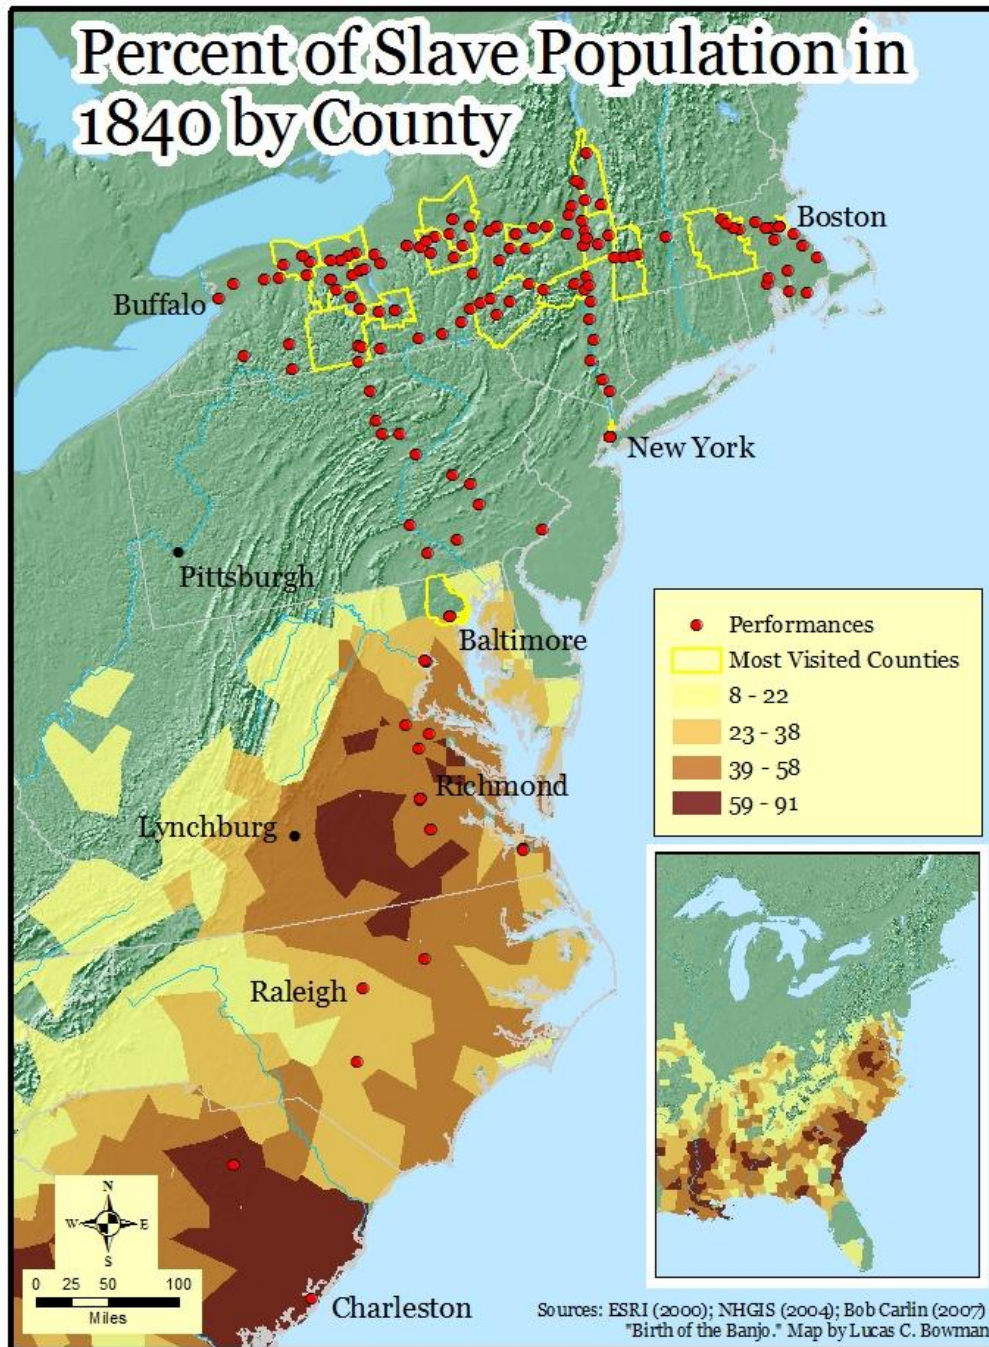 Percent of Slave Population in
1840 by County
Boston
Buffalo
New York
Pittsburgh
Baltimore
Richmond
Lynchburg
Raleigh
Charleston
Performances
Most Visited Counties
8 - 22
23 - 38
39 - 58
59 - 91
N
W E
S
0 25 50 100
Miles
Sources: ESRI (2000); NHGIS (2004); Bob Carlin (2007)
"Birth of the Banjo." Map by Lucas C. Bowman